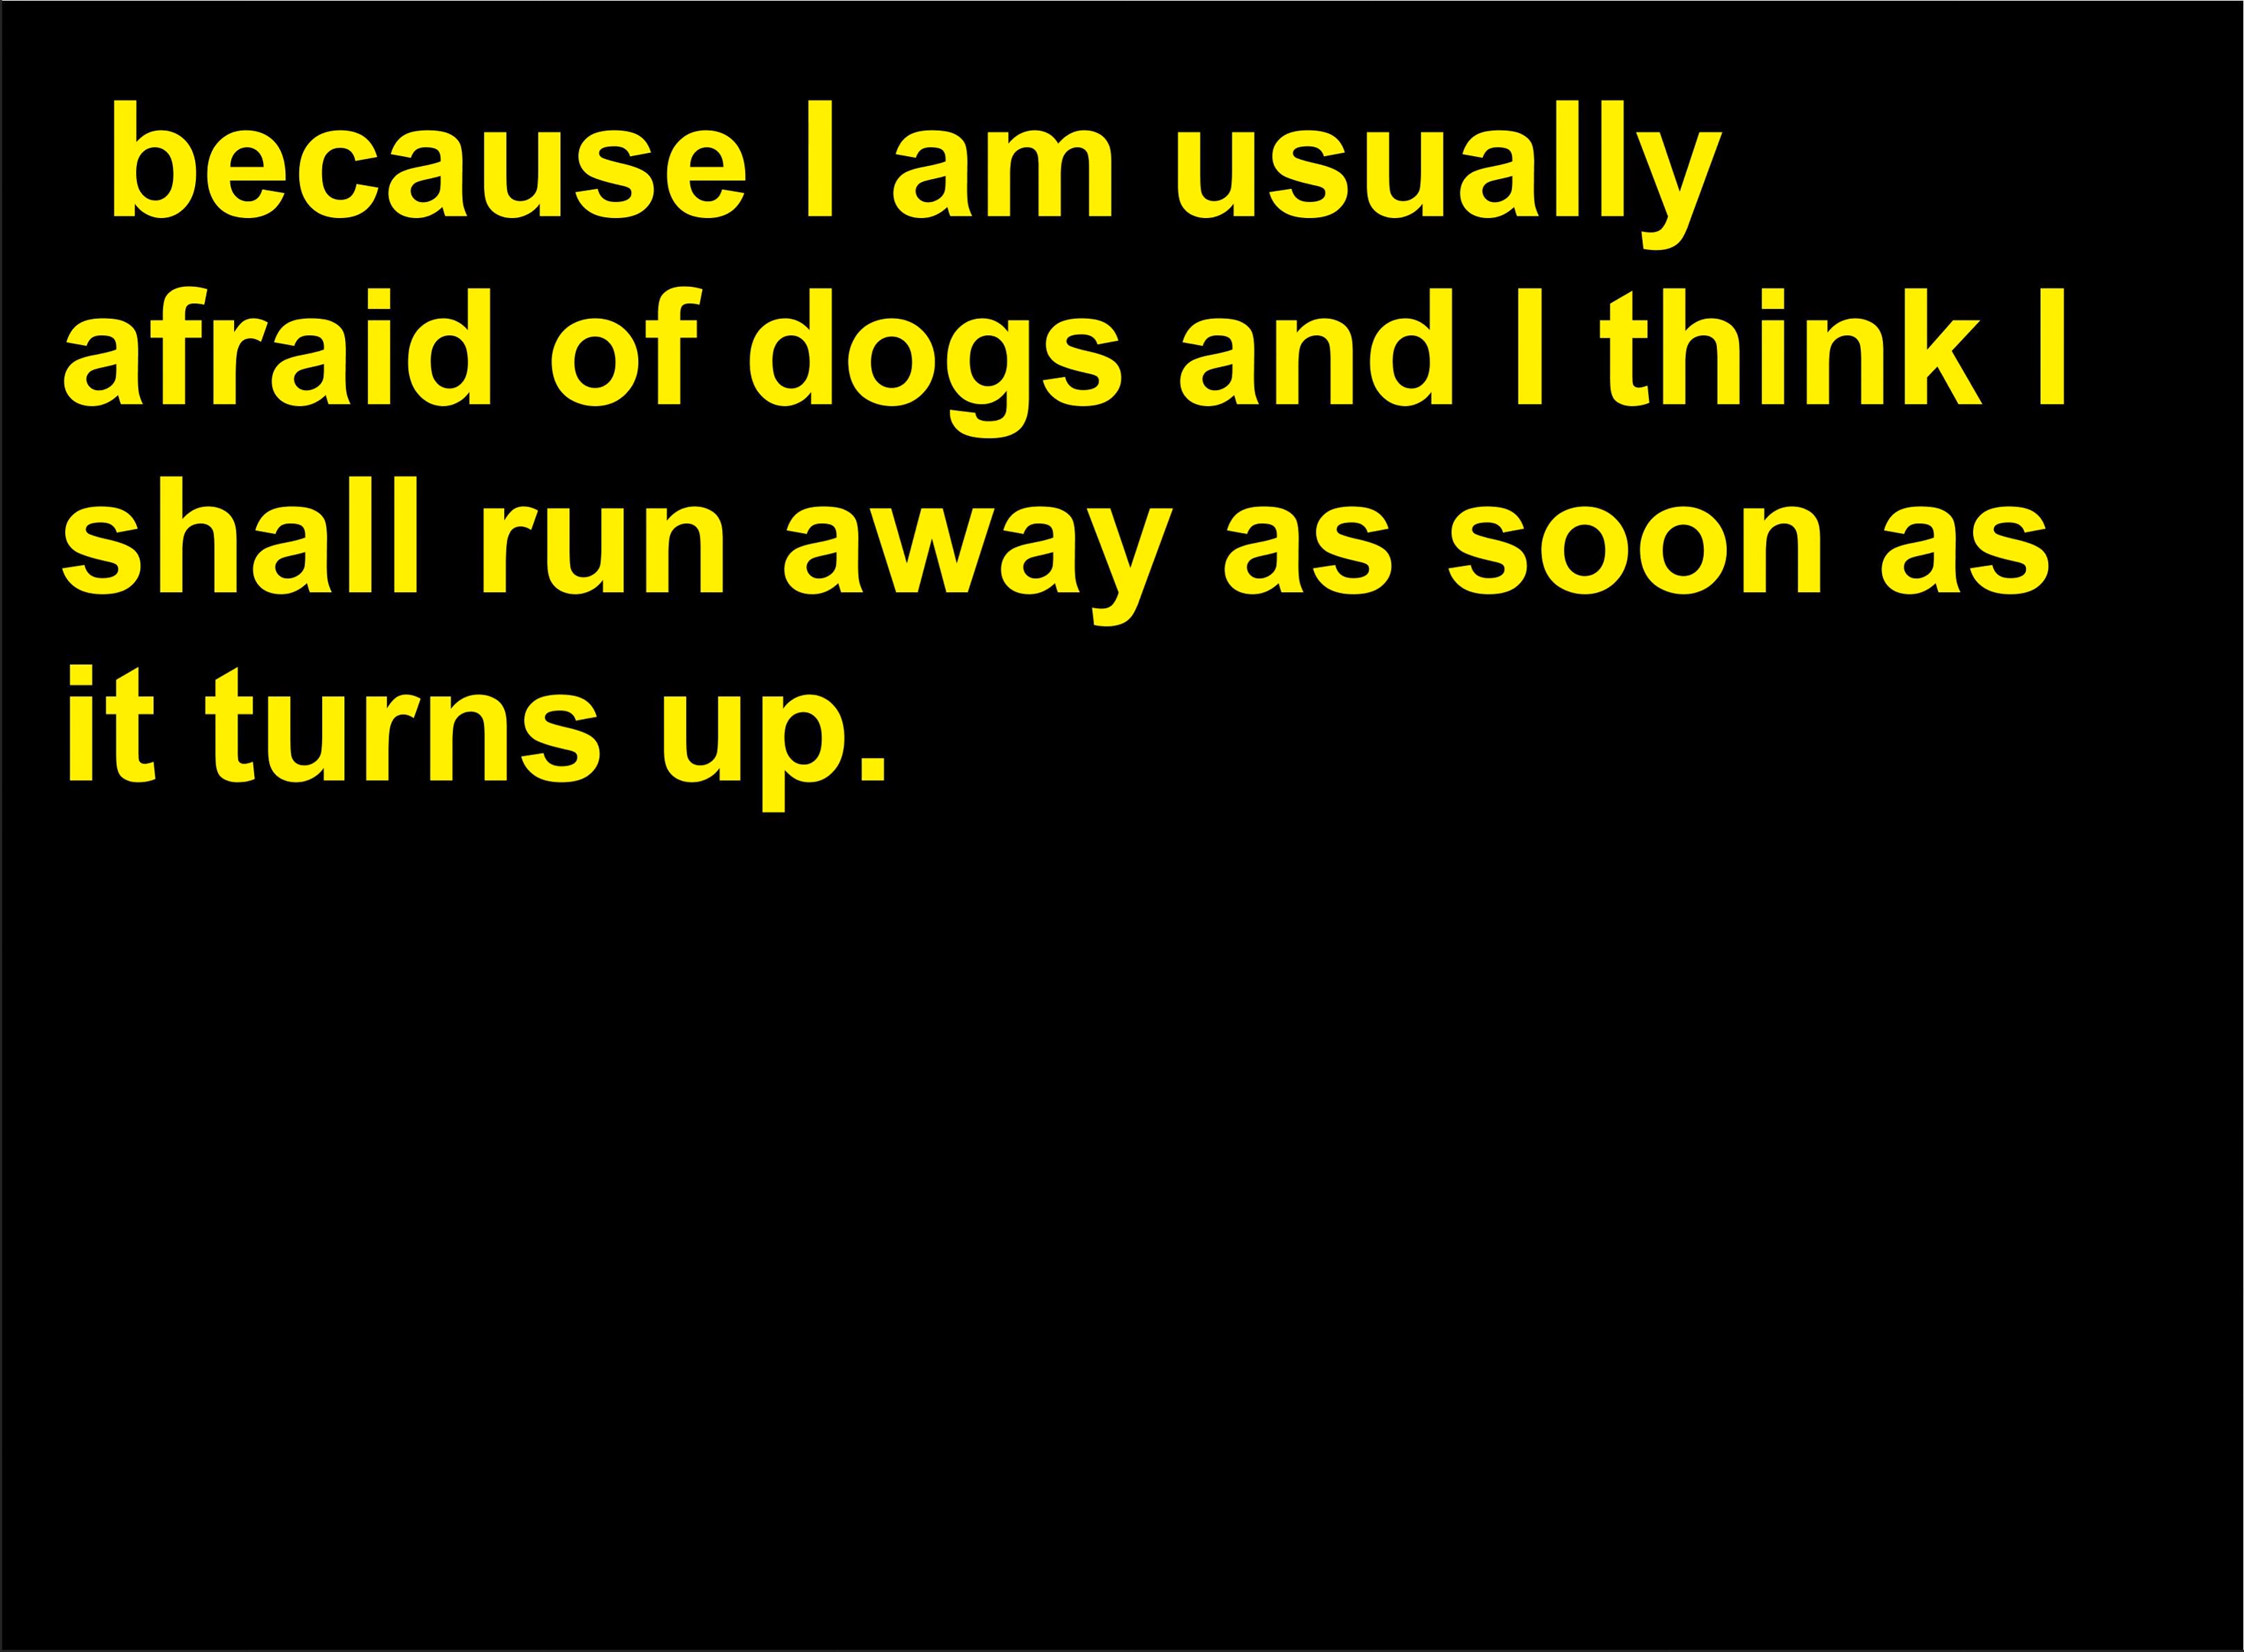 because I am usually
afraid of dogs and I think I
shall run away as soon as
it turns up.